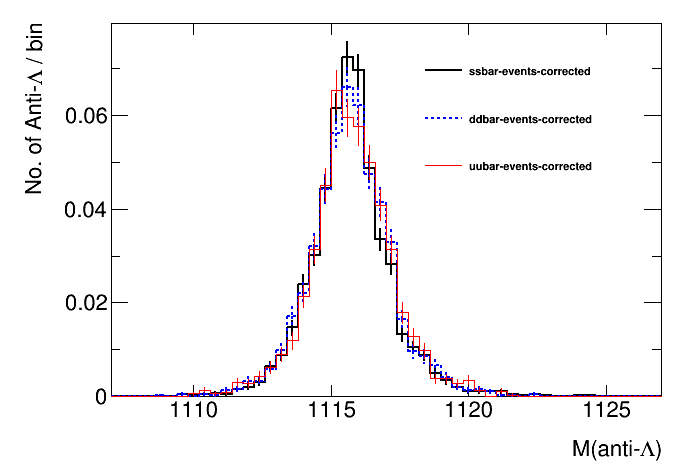 No. of Anti-Λ / bin
0.06
0.04
0.02
0
ssbar-events-corrected
ddbar-events-corrected
uubar-events-corrected
1110 1115 1120 1125
M(anti-Λ)